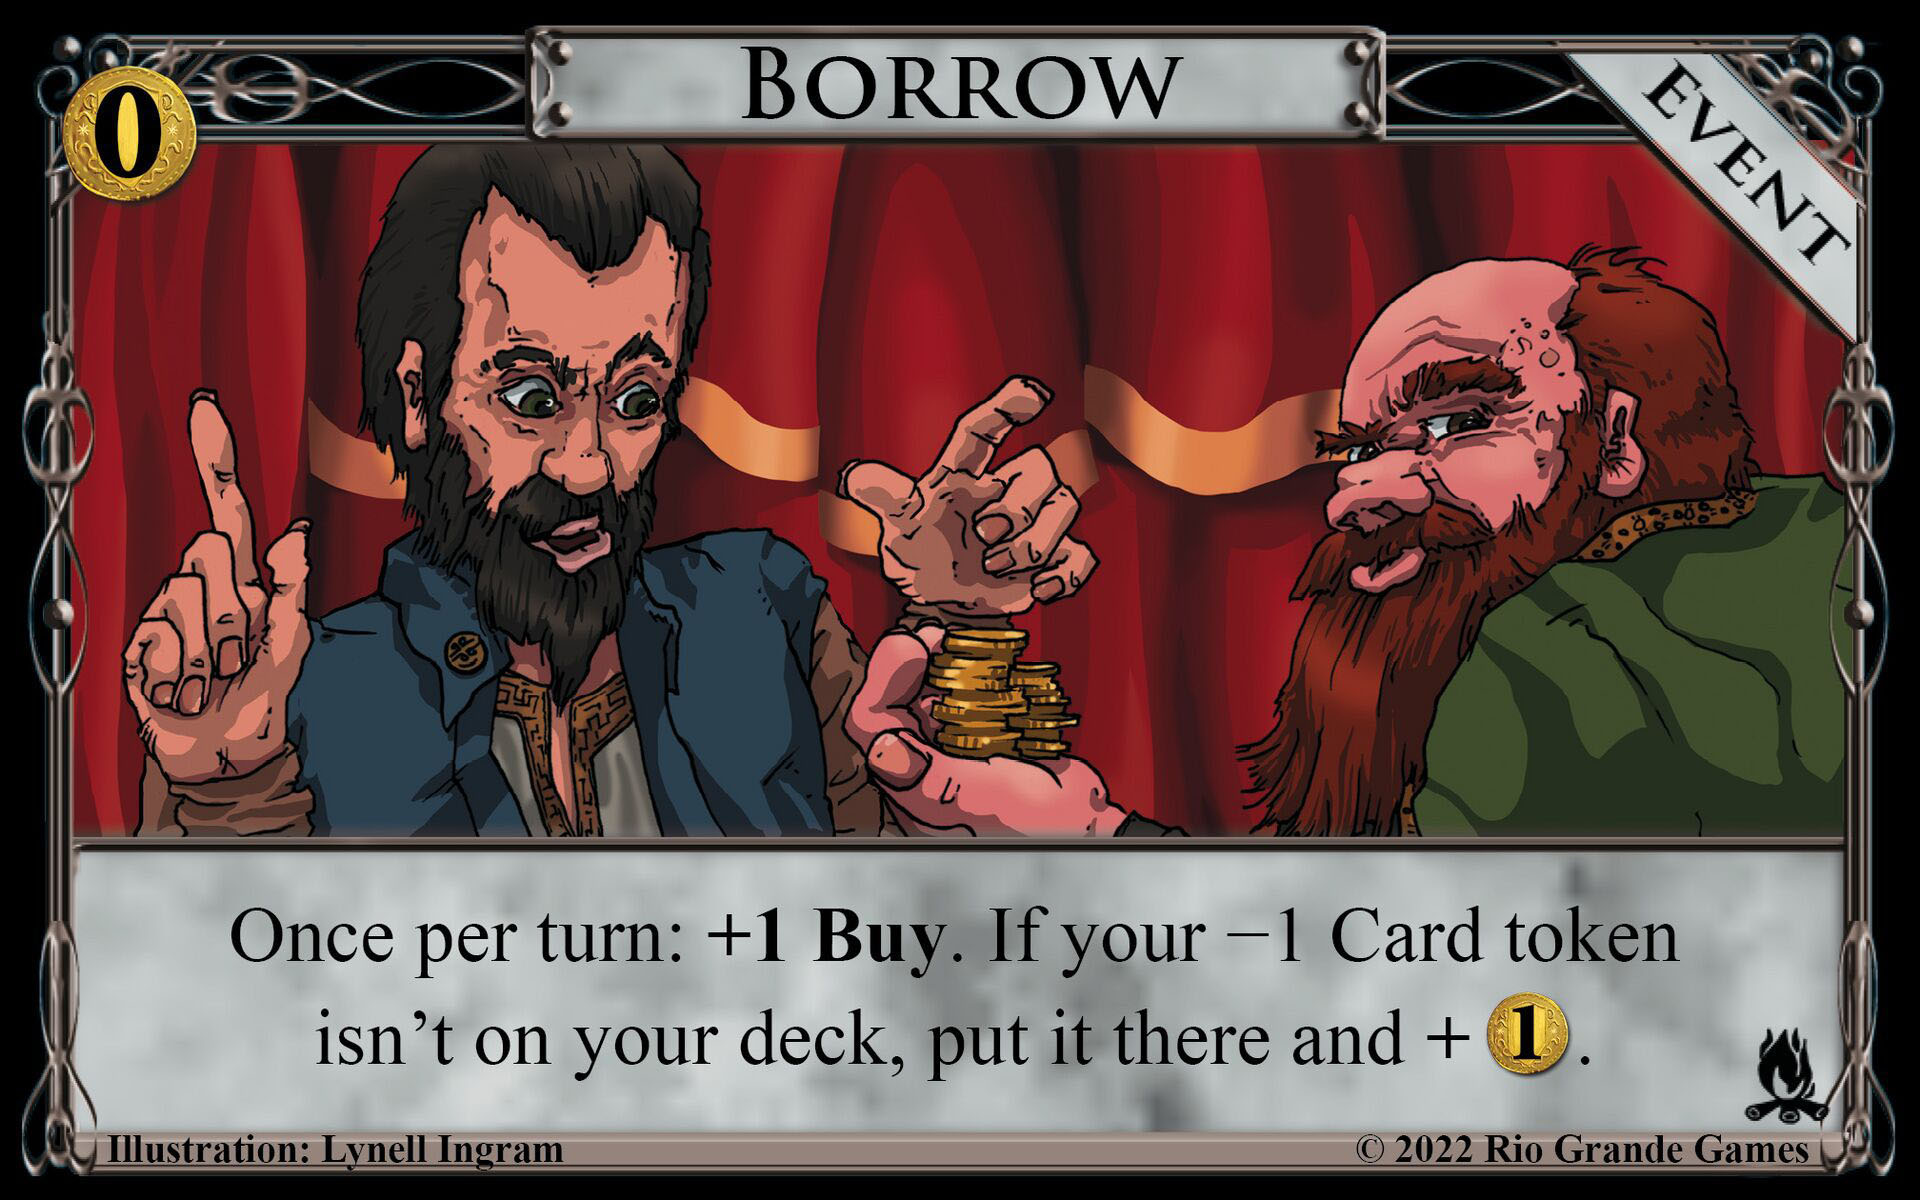 0
BORROW
EVENT
Once per turn: +1 Buy. If your −1 Card token
isn’t on your deck, put it there and + 1.
Illustration: Lynell Ingram
© 2022 Rio Grande Games